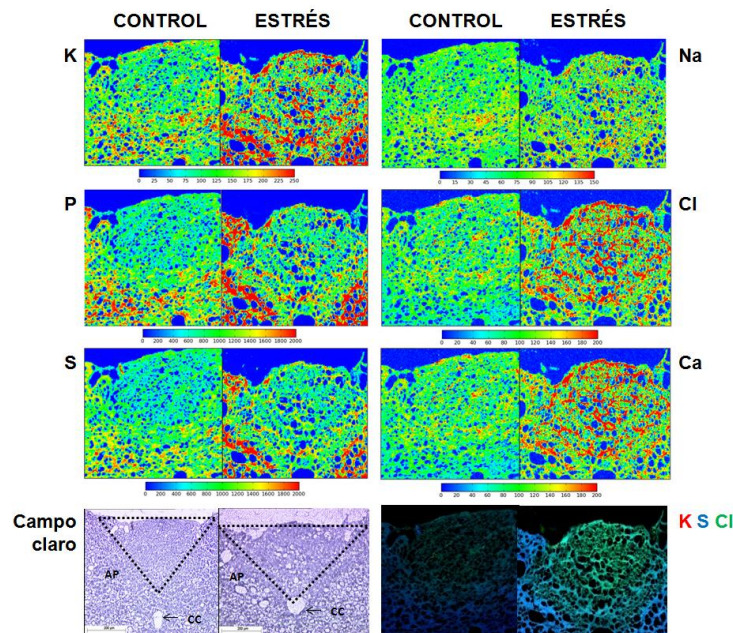 CONTROL ESTRÉS CONTROL ESTRÉS
K Na
0 25 50 75 100 125 150 175 200 225 250
0 15 30 45 60 75 90 105 120 135 150
P Cl
0 200 400 600 800 1000 1200 1400 1600 1800 2000
0 20 40 60 80 100 120 140 160 180 200
S Ca
0 200 400 600 800 1000 1200 1400 1600 1800 2000
0 20 40 60 80 100 120 140 160 180 200
Campo
claro
K S Cl
AP AP
CC CC